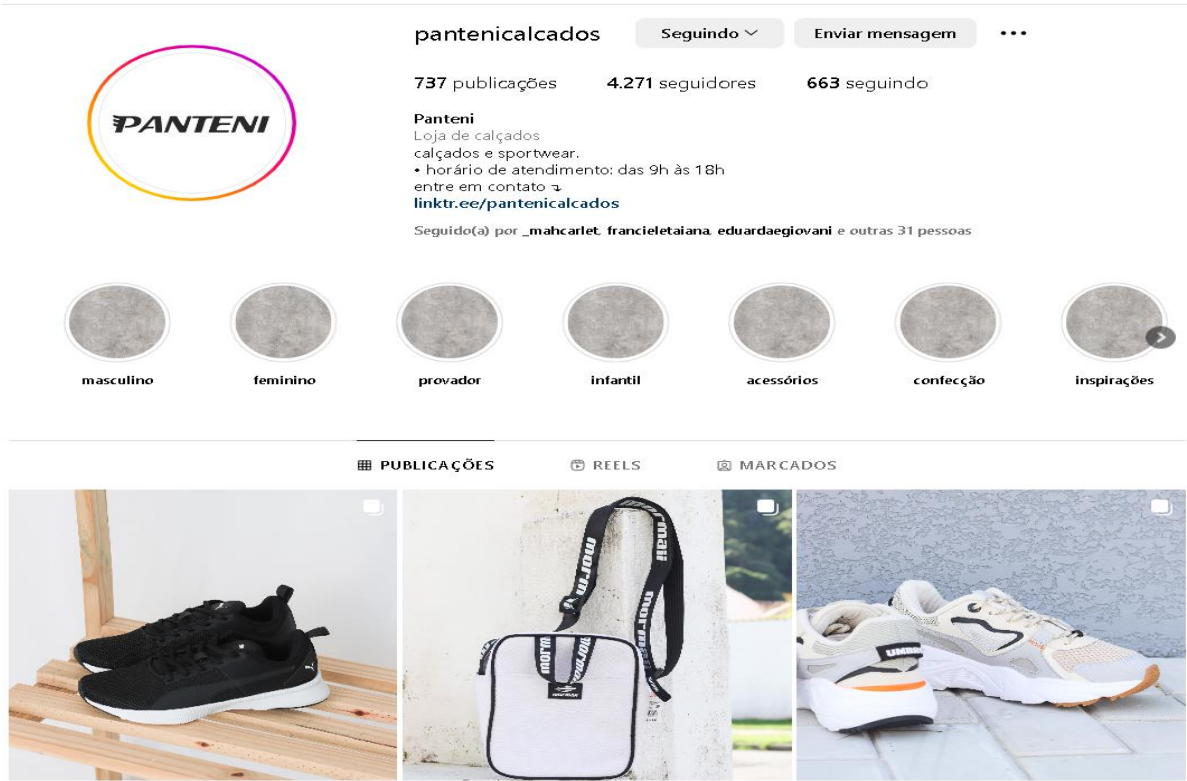 pantenicalcados Seguindo Enviar mensagem
737 publicações 4.271 seguidores 663 seguindo
PANTENI
Panteni
Loja de calçados
calçados e sportwear.
• horário de atendimento: das 9h às 18h
entre em contato ⤵
linktr.ee/pantenicalcados
Seguido(a) por _mahcarlet, francieletaiana, eduardaegiovani e outras 31 pessoas
masculino feminino provador infantil acessórios confecção inspirações
PUBLICAÇÕES REELS MARCADOS
mormaii
mormaii
mormaii
UMBRO